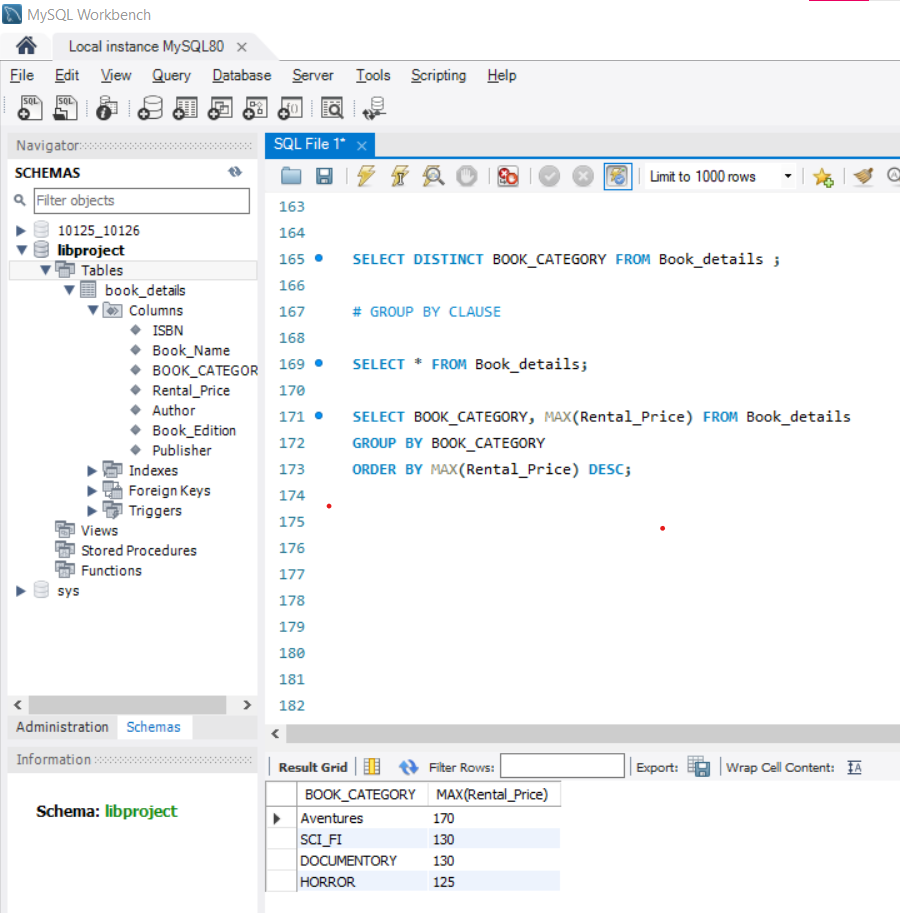 MySQL Workbench
Local instance MySQL80
File Edit View Query Database Server Tools Scripting Help
Navigator
SCHEMAS
Filter objects
10125_10126
libproject
Tables
book_details
Columns
ISBN
Book_Name
BOOK_CATEGOR
Rental_Price
Author
Book_Edition
Publisher
Indexes
Foreign Keys
Triggers
Views
Stored Procedures
Functions
sys
Administration Schemas
Information
Schema: libproject
SQL File 1*
Limit to 1000 rows
163
164
165 SELECT DISTINCT BOOK_CATEGORY FROM Book_details ;
166
167 # GROUP BY CLAUSE
168
169 SELECT * FROM Book_details;
170
171 SELECT BOOK_CATEGORY, MAX(Rental_Price) FROM Book_details
172 GROUP BY BOOK_CATEGORY
173 ORDER BY MAX(Rental_Price) DESC;
174
175
176
177
178
179
180
181
182
Result Grid Filter Rows: Export: Wrap Cell Content:
BOOK_CATEGORY MAX(Rental_Price)
Aventures 170
SCI_FI 130
DOCUMENTORY 130
HORROR 125